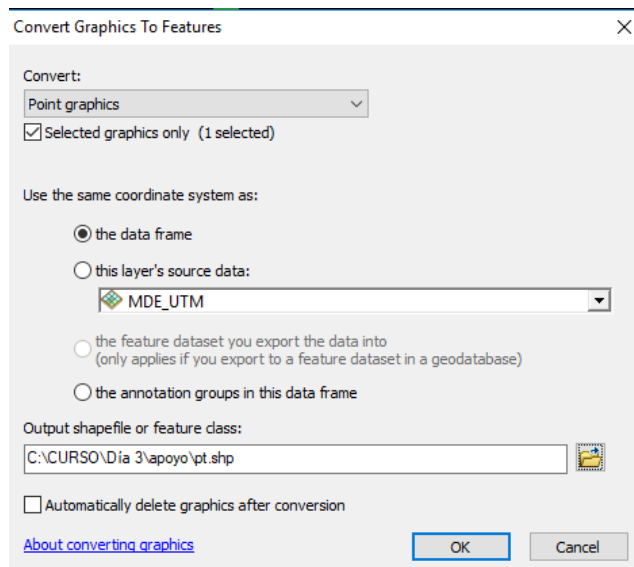 Convert Graphics To Features
Convert:
Point graphics
Selected graphics only (1 selected)
Use the same coordinate system as:
the data frame
this layer's source data:
MDE_UTM
the feature dataset you export the data into
(only applies if you export to a feature dataset in a geodatabase)
the annotation groups in this data frame
Output shapefile or feature class:
C:\CURSO\Día 3\apoyo\pt.shp
Automatically delete graphics after conversion
About converting graphics
OK
Cancel